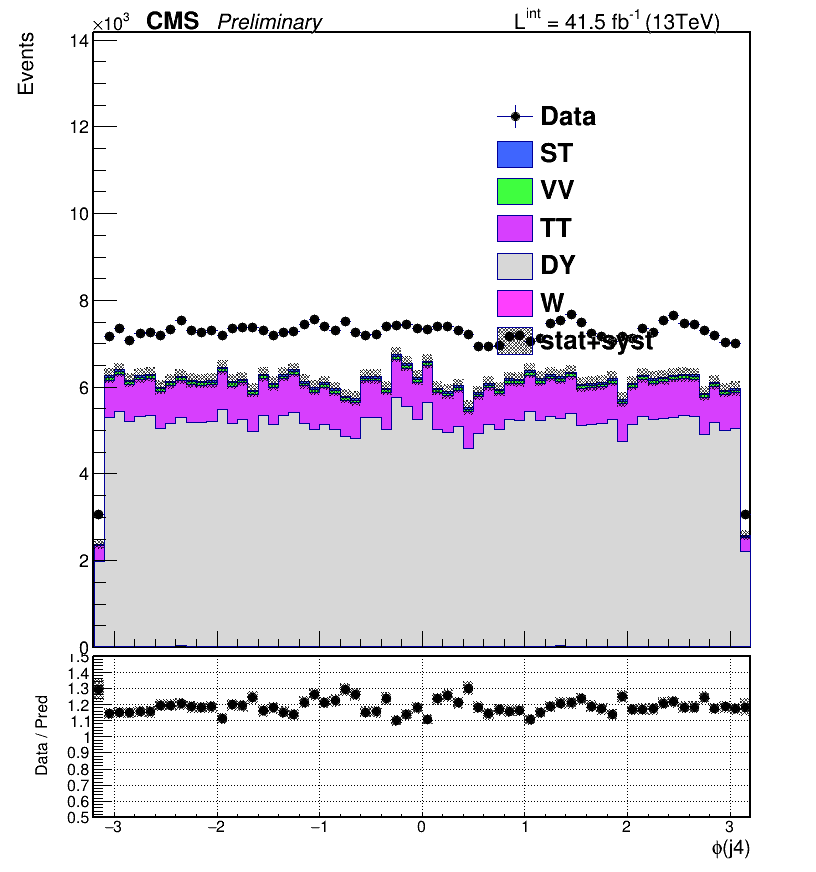 ×10³ CMS Preliminary L^int = 41.5 fb⁻¹ (13TeV)
Events
14
12
10
8
6
4
2
0
Data
ST
VV
TT
DY
W
stat+syst
Data / Pred
1.5
1.4
1.3
1.2
1.1
1
0.9
0.8
0.7
0.6
0.5
−3 −2 −1 0 1 2 3
ϕ(j4)